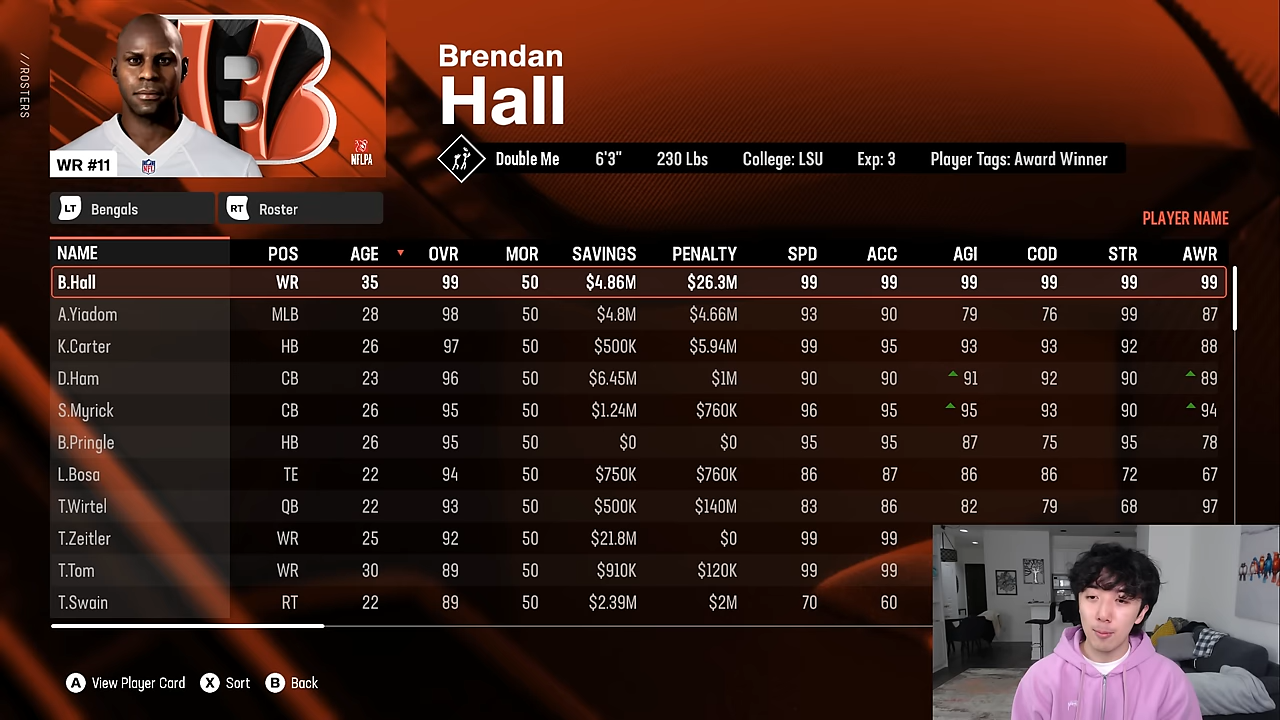 //ROSTERS
Brendan
Hall
WR #11
NFL
NFLPA
Double Me 6'3" 230 Lbs College: LSU Exp: 3 Player Tags: Award Winner
LT Bengals RT Roster
PLAYER NAME
NAME POS AGE OVR MOR SAVINGS PENALTY SPD ACC AGI COD STR AWR
B.Hall WR 35 99 50 $4.86M $26.3M 99 99 99 99 99 99
A.Yiadom MLB 28 98 50 $4.8M $4.66M 93 90 79 76 99 87
K.Carter HB 26 97 50 $500K $5.94M 99 95 93 93 92 88
D.Ham CB 23 96 50 $6.45M $1M 90 90 91 92 90 89
S.Myrick CB 26 95 50 $1.24M $760K 96 95 95 93 90 94
B.Pringle HB 26 95 50 $0 $0 95 95 87 75 95 78
L.Bosa TE 22 94 50 $750K $760K 86 87 86 86 72 67
T.Wirtel QB 22 93 50 $500K $140M 83 86 82 79 68 97
T.Zeitler WR 25 92 50 $21.8M $0 99 99
T.Tom WR 30 89 50 $910K $120K 99 99
T.Swain RT 22 89 50 $2.39M $2M 70 60
A View Player Card X Sort B Back